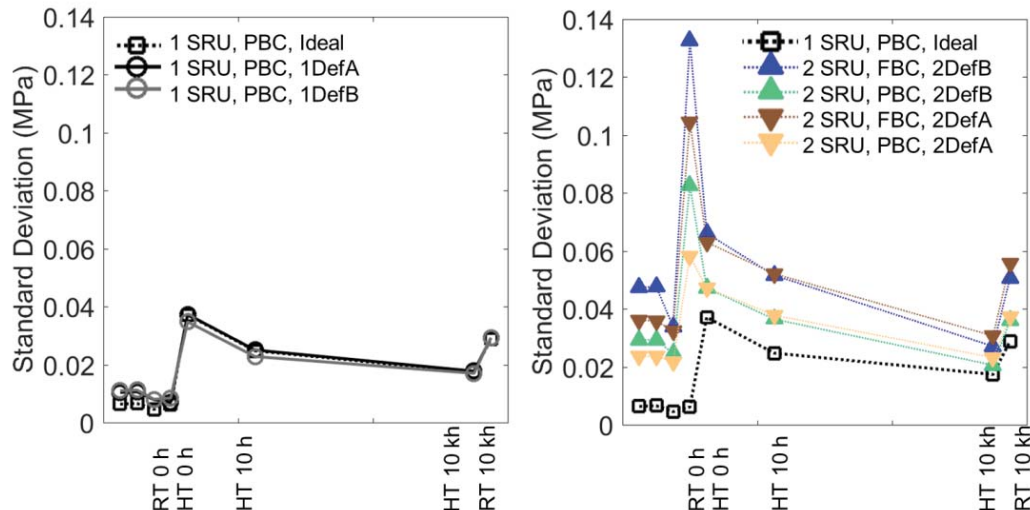 0.14
0.12
0.1
0.08
0.06
0.04
0.02
0
Standard Deviation (MPa)
1 SRU, PBC, Ideal
1 SRU, PBC, 1DefA
1 SRU, PBC, 1DefB
RT 0 h
HT 0 h
HT 10 h
HT 10 kh
RT 10 kh
0.14
0.12
0.1
0.08
0.06
0.04
0.02
0
Standard Deviation (MPa)
1 SRU, PBC, Ideal
2 SRU, FBC, 2DefB
2 SRU, PBC, 2DefB
2 SRU, FBC, 2DefA
2 SRU, PBC, 2DefA
RT 0 h
HT 0 h
HT 10 h
HT 10 kh
RT 10 kh